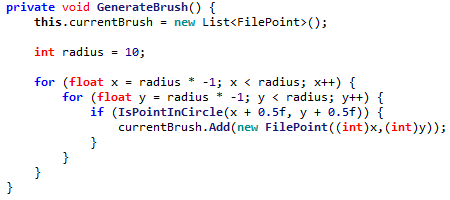 private void GenerateBrush() {
    this.currentBrush = new List<FilePoint>();

    int radius = 10;

    for (float x = radius * -1; x < radius; x++) {
        for (float y = radius * -1; y < radius; y++) {
            if (IsPointInCircle(x + 0.5f, y + 0.5f)) {
                currentBrush.Add(new FilePoint((int)x,(int)y));
            }
        }
    }
}